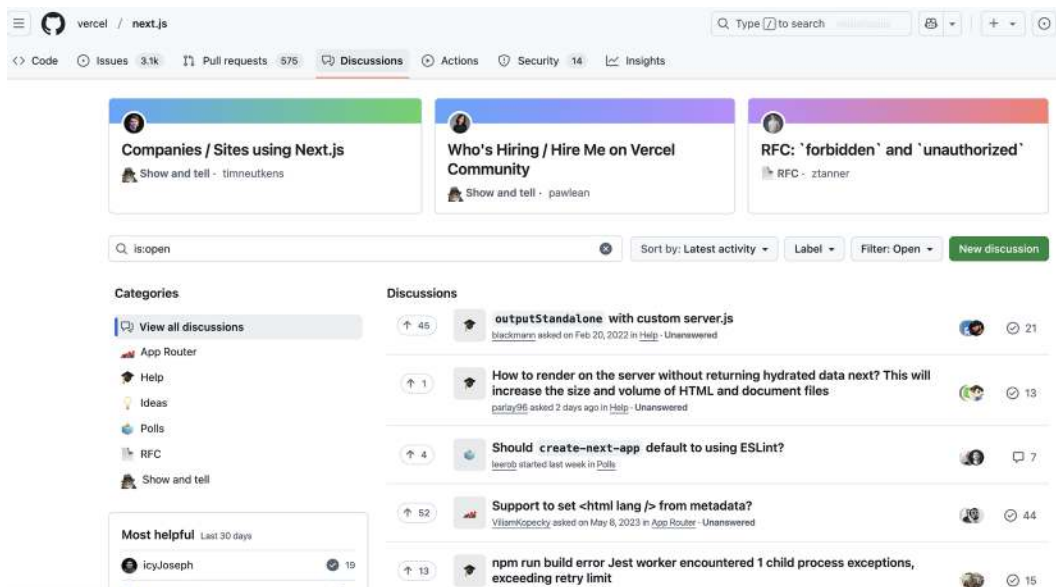 vercel / next.js
Type / to search
Code
Issues 3.1k
Pull requests 575
Discussions
Actions
Security 14
Insights
Companies / Sites using Next.js
Show and tell · timneutkens
Who's Hiring / Hire Me on Vercel
Community
Show and tell · pawlean
RFC: `forbidden` and `unauthorized`
RFC · ztanner
is:open
Sort by: Latest activity
Label
Filter: Open
New discussion
Categories
View all discussions
App Router
Help
Ideas
Polls
RFC
Show and tell
Most helpful Last 30 days
icyJoseph 19
Discussions
45
outputStandalone with custom server.js
blackmann asked on Feb 20, 2022 in Help · Unanswered
21
1
How to render on the server without returning hydrated data next? This will
increase the size and volume of HTML and document files
parlay96 asked 2 days ago in Help · Unanswered
13
4
Should create-next-app default to using ESLint?
leerob started last week in Polls
7
52
Support to set <html lang /> from metadata?
ViliamKopecky asked on May 8, 2023 in App Router · Unanswered
44
13
npm run build error Jest worker encountered 1 child process exceptions,
exceeding retry limit
15